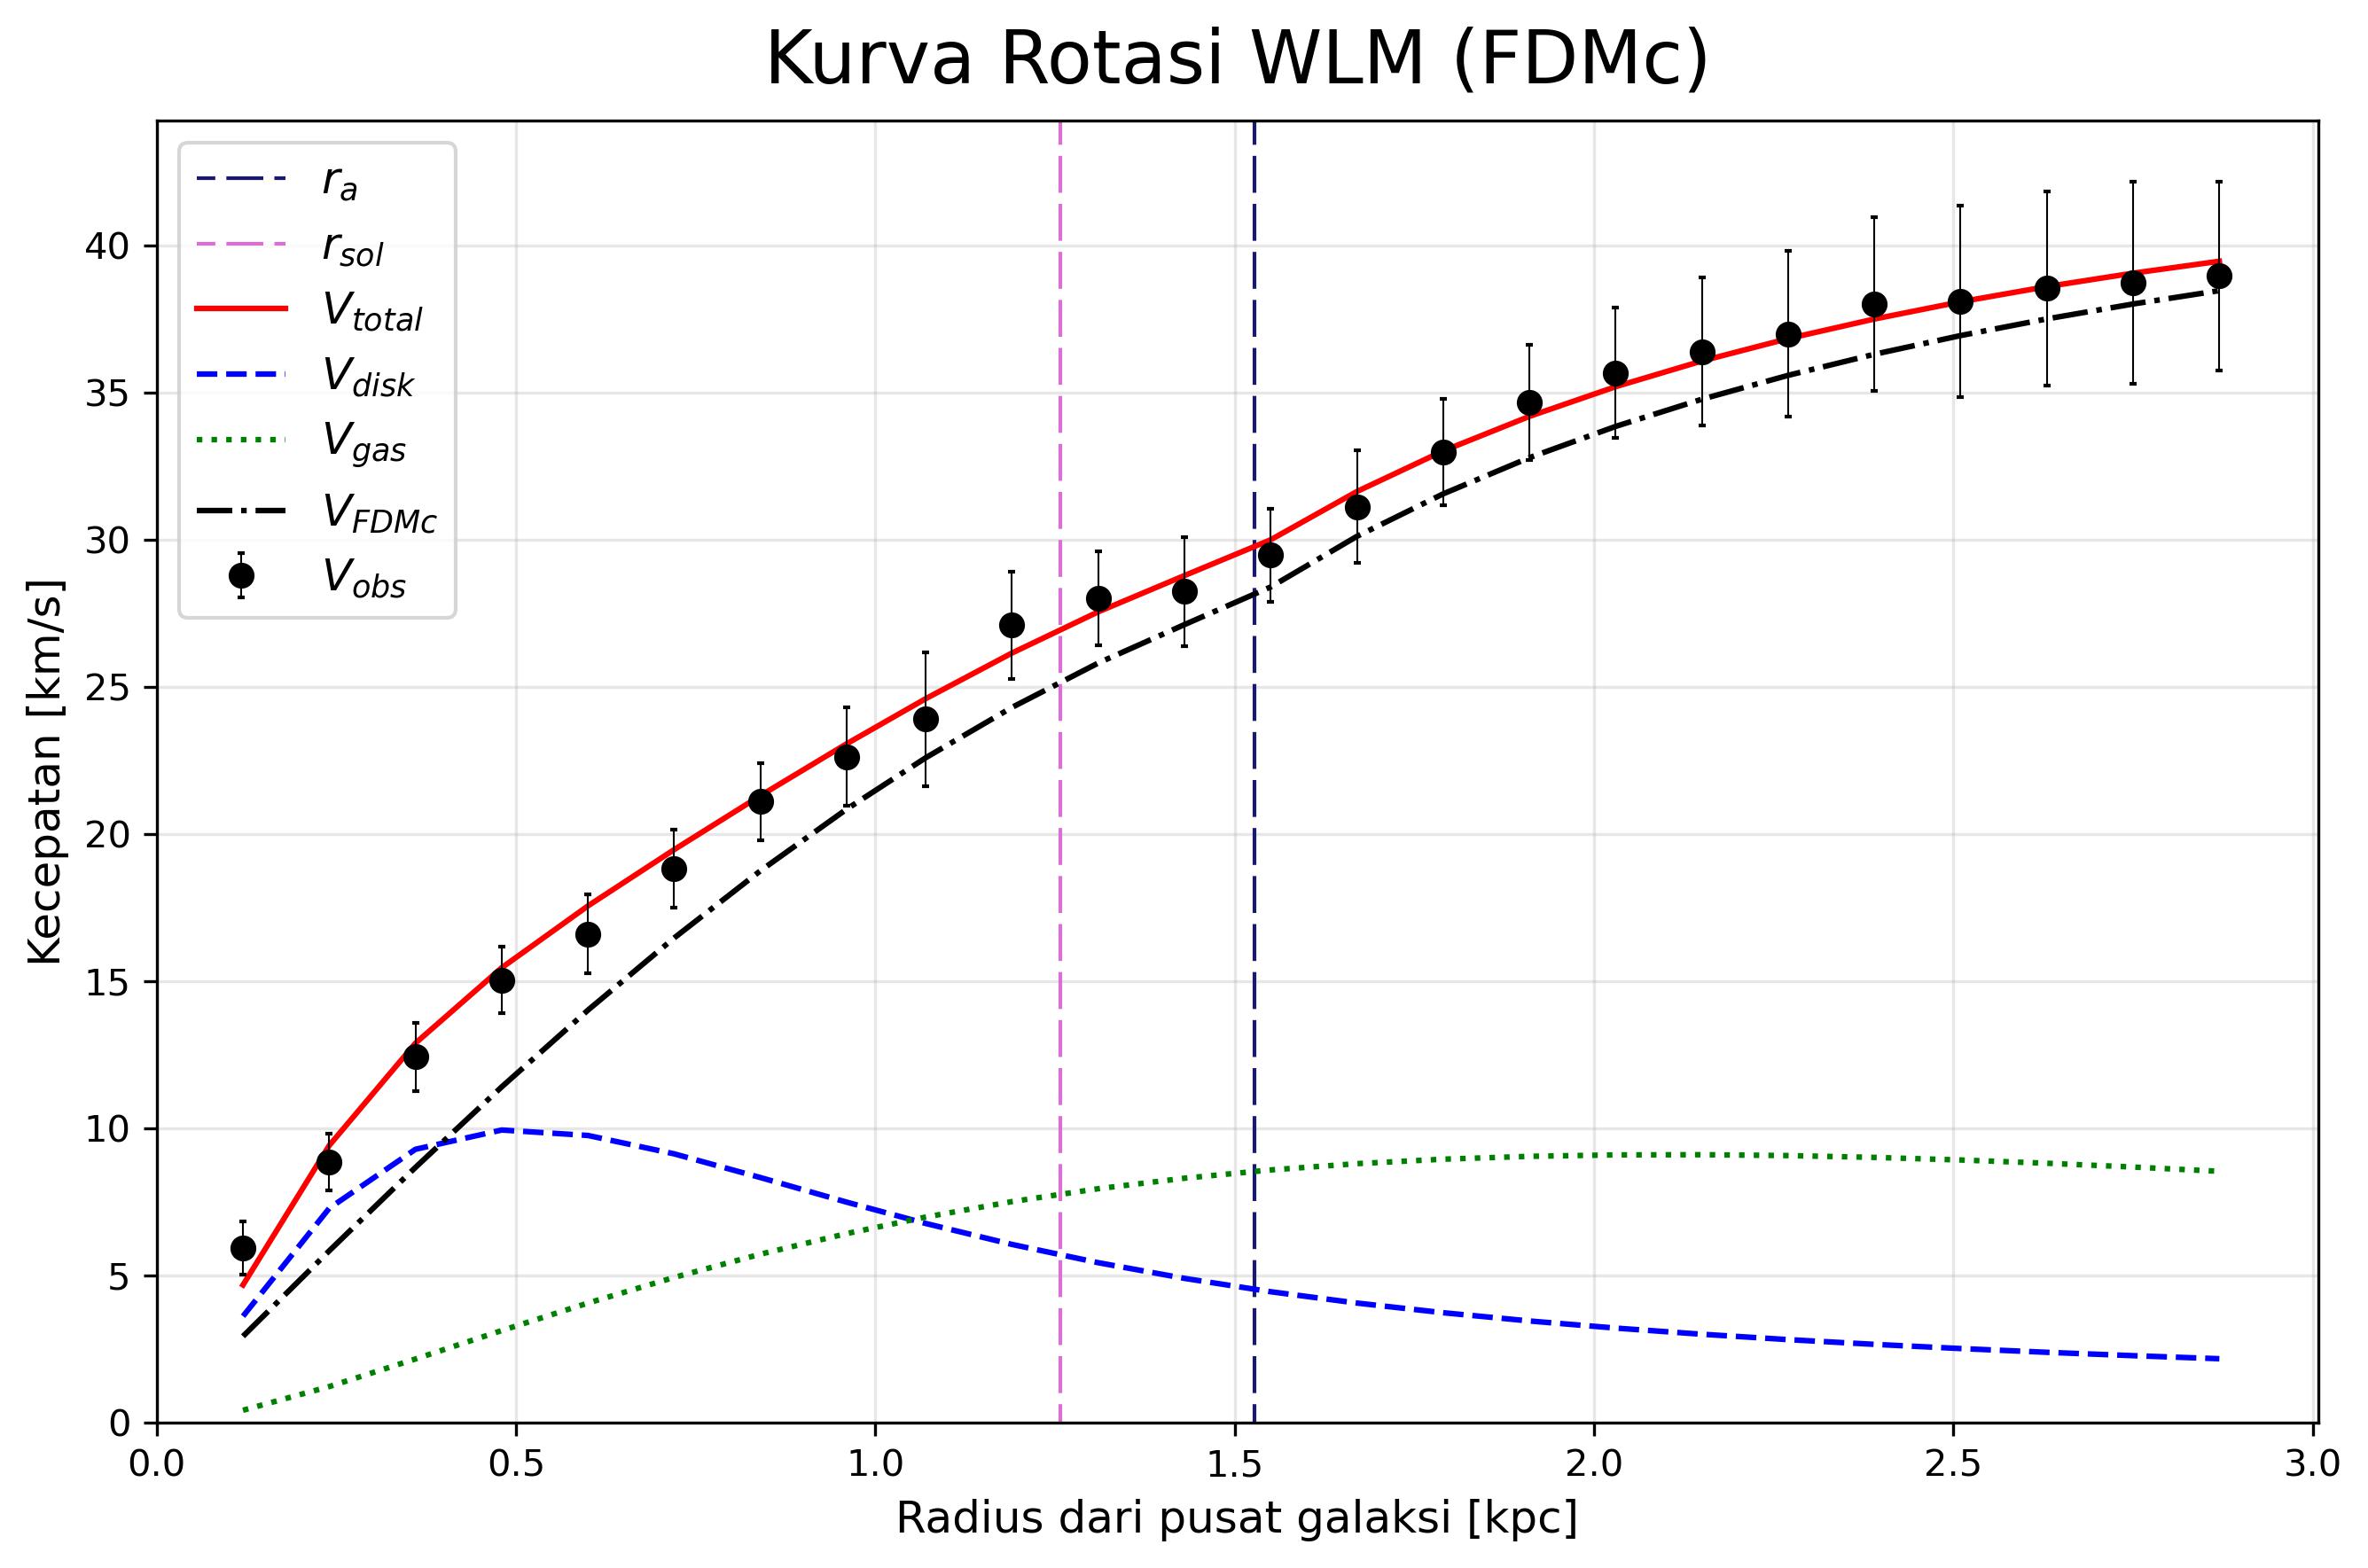 Kurva Rotasi WLM (FDMc)
r_a
r_sol
V_total
V_disk
V_gas
V_FDMc
V_obs
Kecepatan [km/s]
40
35
30
25
20
15
10
5
0
0.0 0.5 1.0 1.5 2.0 2.5 3.0
Radius dari pusat galaksi [kpc]